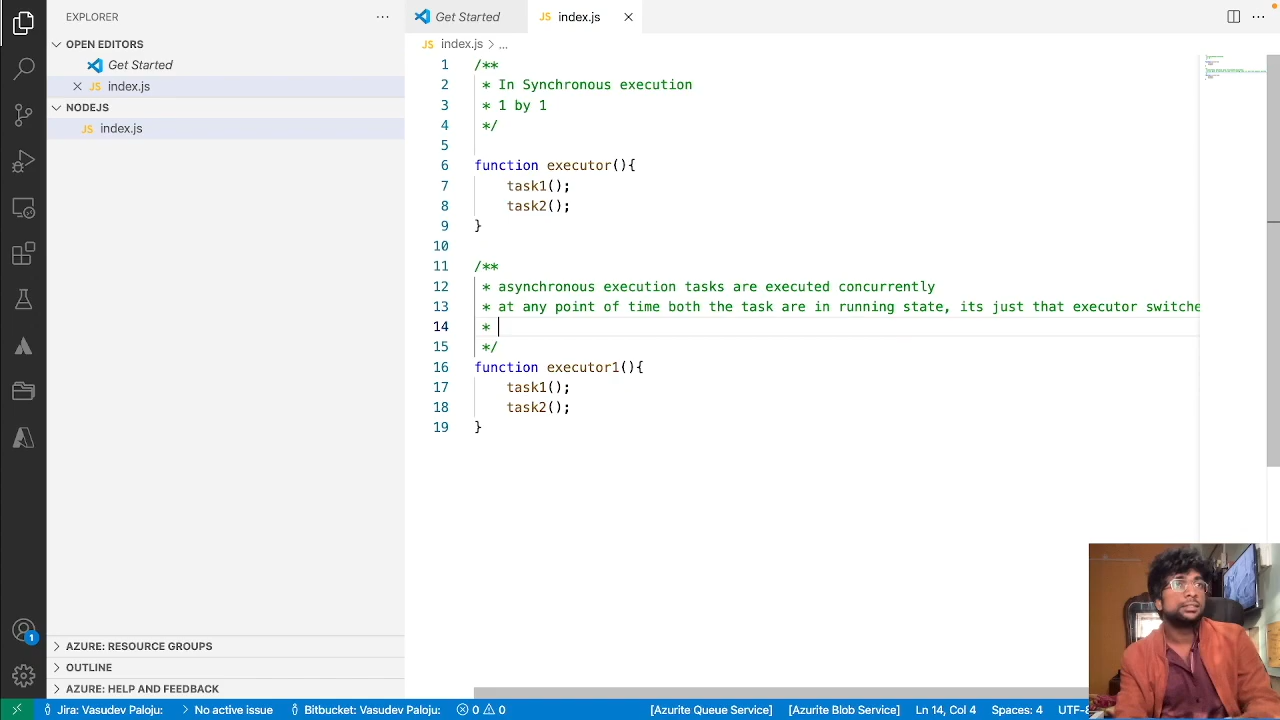 EXPLORER
Get Started
JS index.js
OPEN EDITORS
JS index.js > ...
Get Started
JS index.js
NODEJS
JS index.js
1 /**
2 * In Synchronous execution
3 * 1 by 1
4 */
5
6 function executor(){
7 task1();
8 task2();
9 }
10
11 /**
12 * asynchronous execution tasks are executed concurrently
13 * at any point of time both the task are in running state, its just that executor switche
14 *
15 */
16 function executor1(){
17 task1();
18 task2();
19 }
1
AZURE: RESOURCE GROUPS
OUTLINE
AZURE: HELP AND FEEDBACK
Jira: Vasudev Paloju: No active issue Bitbucket: Vasudev Paloju: 0 0 [Azurite Queue Service] [Azurite Blob Service] Ln 14, Col 4 Spaces: 4 UTF-8